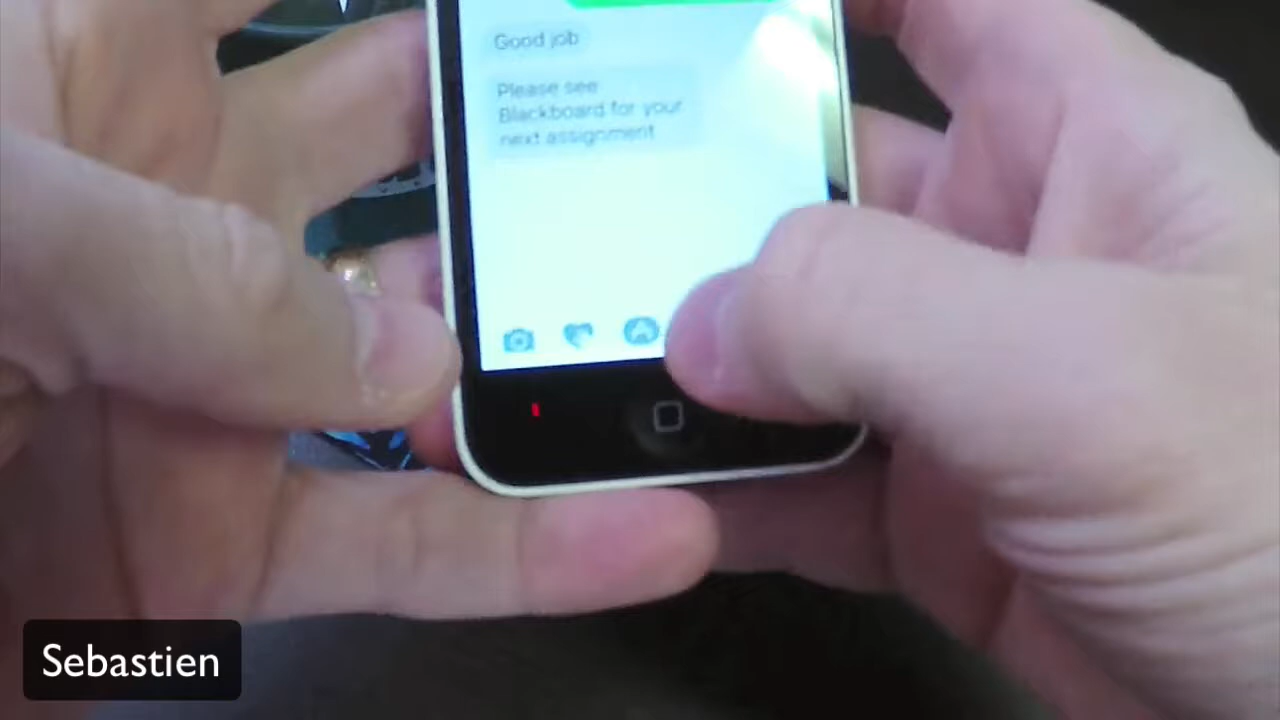 Good job
Please see
Blackboard for your
next assignment
Sebastien